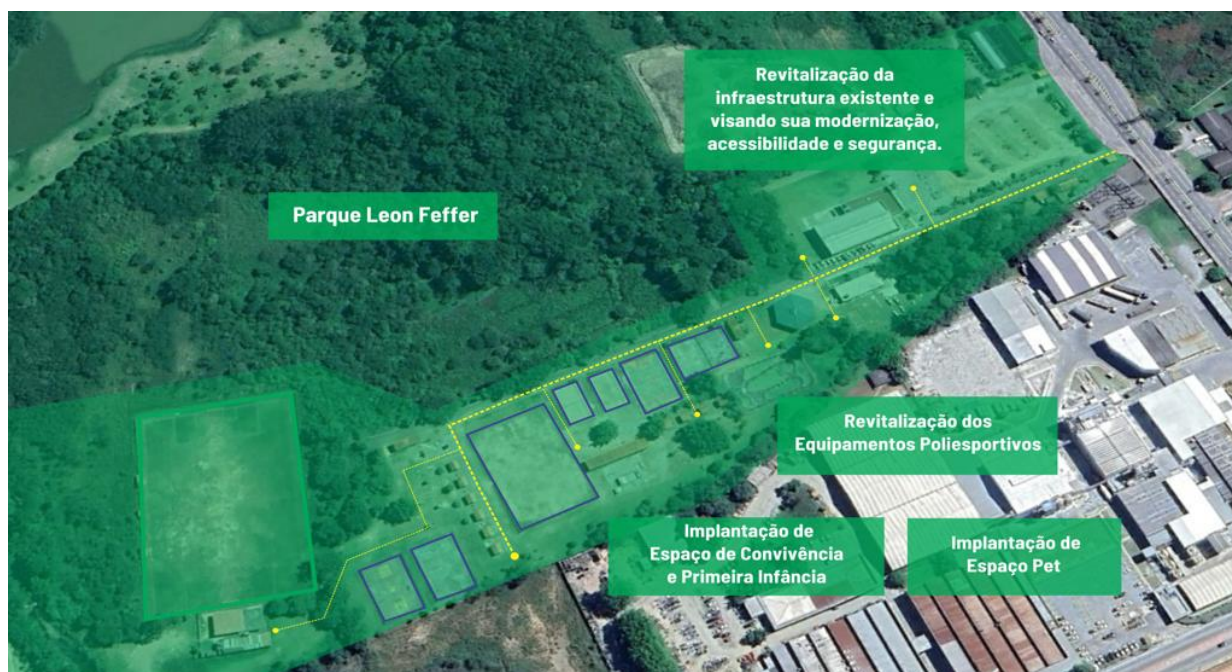 Revitalização da
infraestrutura existente e
visando sua modernização,
acessibilidade e segurança.
Parque Leon Feffer
Revitalização dos
Equipamentos Poliesportivos
Implantação de
Espaço de Convivência
e Primeira Infância
Implantação de
Espaço Pet